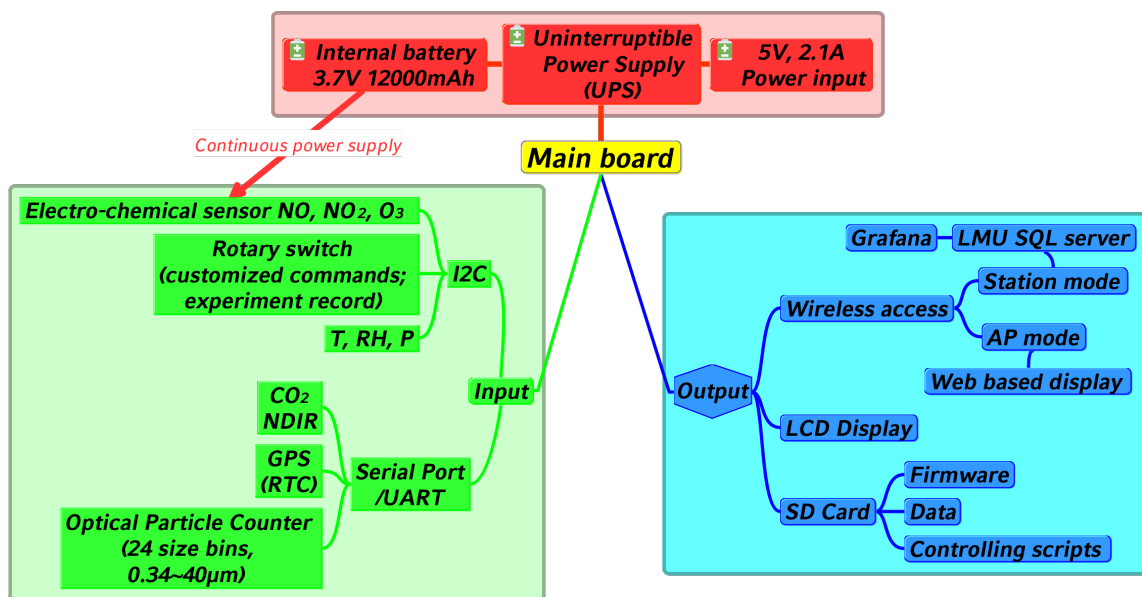 Internal battery
3.7V 12000mAh
Uninterruptible
Power Supply
(UPS)
5V, 2.1A
Power input
Continuous power supply
Main board
Electro-chemical sensor NO, NO₂, O₃
Rotary switch
(customized commands;
experiment record)
I2C
T, RH, P
Input
CO₂
NDIR
GPS
(RTC)
Serial Port
/UART
Optical Particle Counter
(24 size bins,
0.34~40µm)
Grafana
LMU SQL server
Station mode
Wireless access
AP mode
Web based display
Output
LCD Display
Firmware
SD Card
Data
Controlling scripts